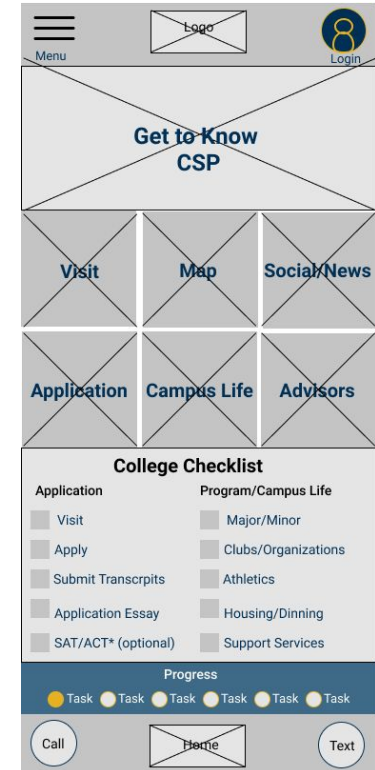 Logo
Menu
Login
Get to Know
CSP
Visit Map Social/News
Application Campus Life Advisors
College Checklist
Application Program/Campus Life
Visit Major/Minor
Apply Clubs/Organizations
Submit Transcrpits Athletics
Application Essay Housing/Dinning
SAT/ACT* (optional) Support Services
Progress
Task Task Task Task Task Task
Call Home Text